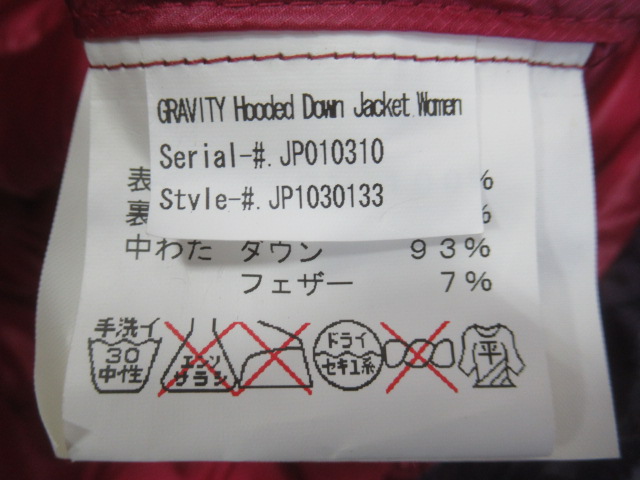 GRAVITY Hooded Down Jacket Women
Serial-#. JP010310
Style-#. JP1030133
表 %
裏 %
中わた ダウン 93%
フェザー 7%
手洗イ
30
中性
エンソ
サラシ
ドライ
セキユ系
平